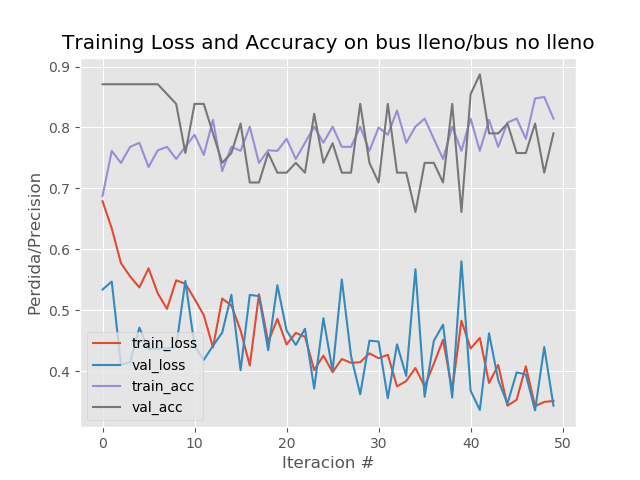 Training Loss and Accuracy on bus lleno/bus no lleno
0.9
0.8
0.7
0.6
0.5
0.4
Perdida/Precision
train_loss
val_loss
train_acc
val_acc
0 10 20 30 40 50
Iteracion #